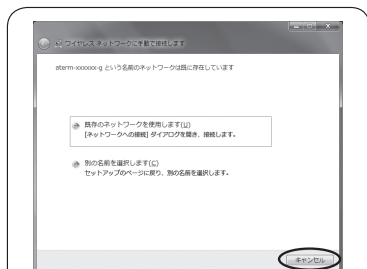 ワイヤレス ネットワークに手動で接続します
aterm-xxxxxx-g という名前のネットワークは既に存在しています
既存のネットワークを使用します(U)
[ネットワークへの接続] ダイアログを開き、接続します。
別の名前を選択します(C)
セットアップのページに戻り、別の名前を選択します。
キャンセル